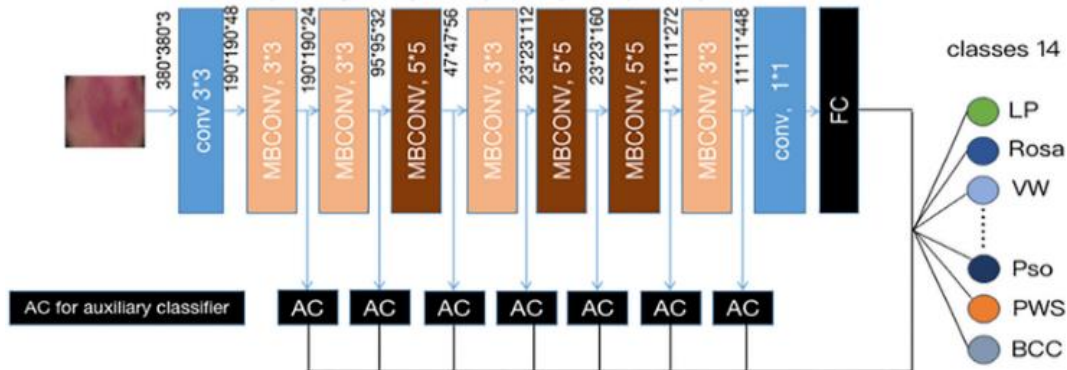 380*380*3
conv 3*3
190*190*48
MBCONV, 3*3
190*190*24
MBCONV, 3*3
95*95*32
MBCONV, 5*5
47*47*56
MBCONV, 3*3
23*23*112
MBCONV, 5*5
23*23*160
MBCONV, 5*5
11*11*272
MBCONV, 3*3
11*11*448
conv, 1*1
FC
classes 14
LP
Rosa
VW
Pso
PWS
BCC
AC for auxiliary classifier
AC
AC
AC
AC
AC
AC
AC